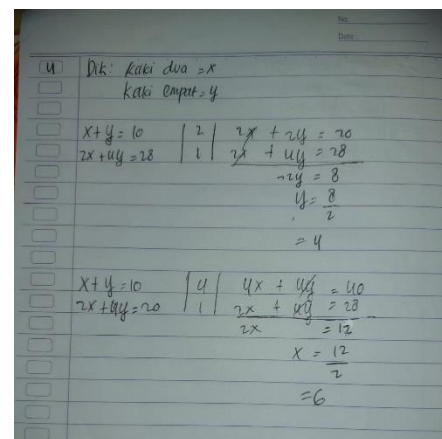 No.
Date.
4 Dik: kaki dua = x
kaki empat = y
x + y = 10 | 2 | 2x + 2y = 20
2x + 4y = 28 | 1 | 2x + 4y = 28
-2y = 8
y = 8/2
= 4
x + y = 10 | 4 | 4x + 4y = 40
2x + 4y = 20 | 1 | 2x + 4y = 28
2x = 12
x = 12/2
= 6